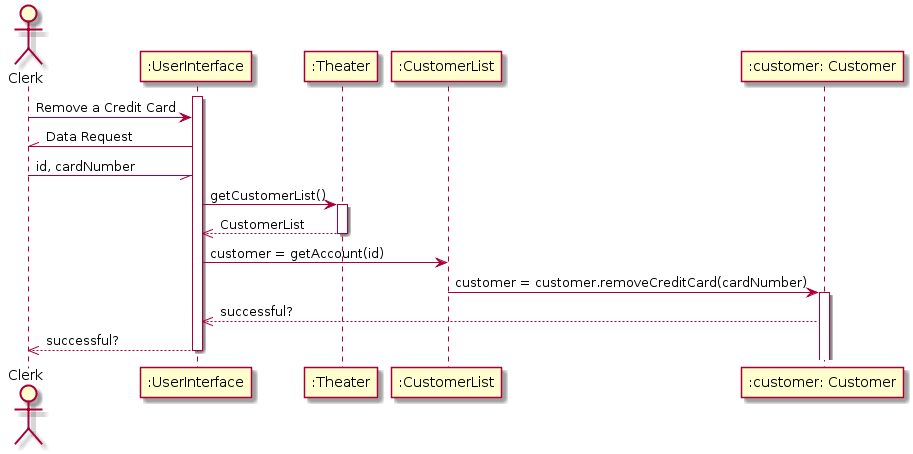 Clerk
:UserInterface
:Theater
:CustomerList
:customer: Customer
Remove a Credit Card
Data Request
id, cardNumber
getCustomerList()
CustomerList
customer = getAccount(id)
customer = customer.removeCreditCard(cardNumber)
successful?
successful?
Clerk
:UserInterface
:Theater
:CustomerList
:customer: Customer